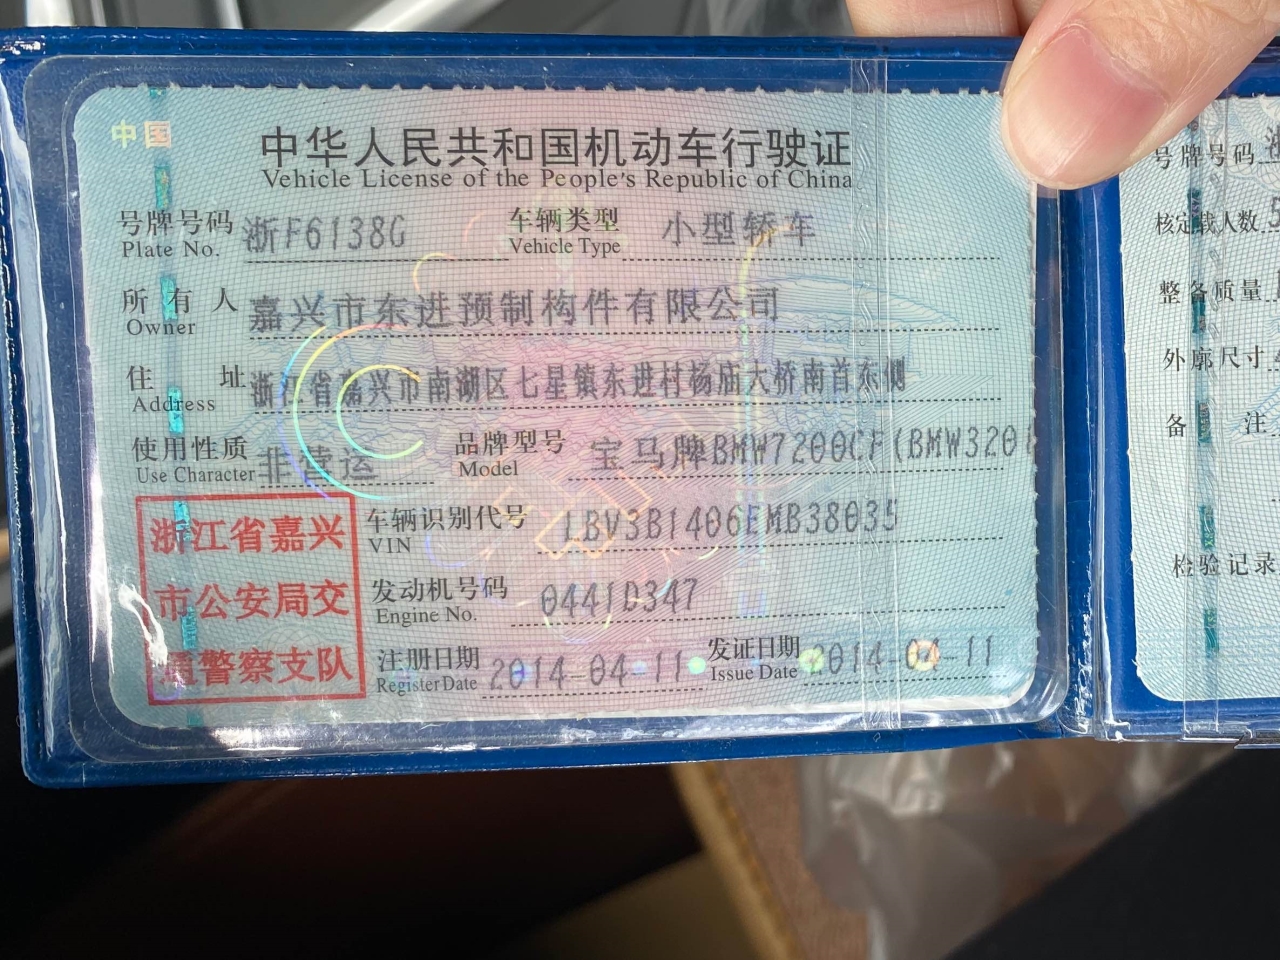 中国
中华人民共和国机动车行驶证
Vehicle License of the People's Republic of China
号牌号码 浙F6138G 车辆类型 小型轿车
Plate No. Vehicle Type
所有人 嘉兴市东进预制构件有限公司
Owner
住址 浙江省嘉兴市南湖区七星镇东进村杨庙大桥南首东侧
Address
使用性质 非营运 品牌型号 宝马牌BMW7200CF(BMW320
Use Character Model
浙江省嘉兴
市公安局交
通警察支队
车辆识别代号 LBV3B1406EMB38035
VIN
发动机号码 0441D347
Engine No.
注册日期 2014-04-11 发证日期 2014-04-11
Register Date Issue Date
号牌号码
核定载人数 5
整备质量
外廓尺寸
备注
检验记录